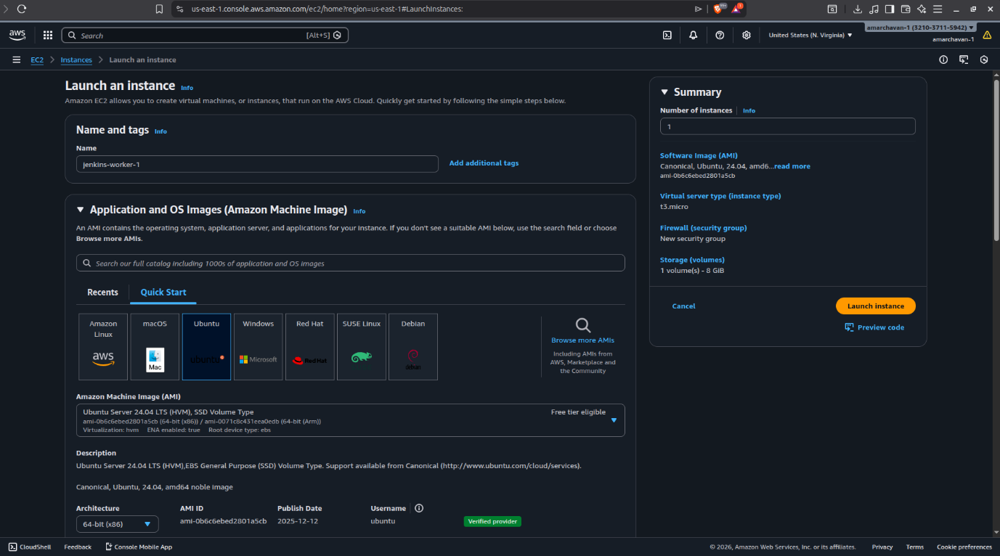 us-east-1.console.aws.amazon.com/ec2/home?region=us-east-1#LaunchInstances:
99+
1
aws
Search
[Alt+S]
United States (N. Virginia)
amarchavan-1 (3210-3711-5942)
amarchavan-1
EC2
Instances
Launch an instance
Launch an instance Info
Amazon EC2 allows you to create virtual machines, or instances, that run on the AWS Cloud. Quickly get started by following the simple steps below.
Name and tags Info
Name
jenkins-worker-1
Add additional tags
Application and OS Images (Amazon Machine Image) Info
An AMI contains the operating system, application server, and applications for your instance. If you don't see a suitable AMI below, use the search field or choose
Browse more AMIs.
Search our full catalog including 1000s of application and OS images
Recents
Quick Start
Amazon
Linux
aws
macOS
Mac
Ubuntu
ubuntu
Windows
Microsoft
Red Hat
Red Hat
SUSE Linux
Debian
debian
Browse more AMIs
Including AMIs from
AWS, Marketplace and
the Community
Amazon Machine Image (AMI)
Ubuntu Server 24.04 LTS (HVM), SSD Volume Type
Free tier eligible
ami-0b6c6ebed2801a5cb (64-bit (x86)) / ami-0071c8c431eea0edb (64-bit (Arm))
Virtualization: hvm ENA enabled: true Root device type: ebs
Description
Ubuntu Server 24.04 LTS (HVM),EBS General Purpose (SSD) Volume Type. Support available from Canonical (http://www.ubuntu.com/cloud/services).
Canonical, Ubuntu, 24.04, amd64 noble image
Architecture
64-bit (x86)
AMI ID
ami-0b6c6ebed2801a5cb
Publish Date
2025-12-12
Username
ubuntu
Verified provider
Summary
Number of instances Info
1
Software Image (AMI)
Canonical, Ubuntu, 24.04, amd6...read more
ami-0b6c6ebed2801a5cb
Virtual server type (instance type)
t3.micro
Firewall (security group)
New security group
Storage (volumes)
1 volume(s) - 8 GiB
Cancel
Launch instance
Preview code
CloudShell
Feedback
Console Mobile App
© 2026, Amazon Web Services, Inc. or its affiliates.
Privacy
Terms
Cookie preferences